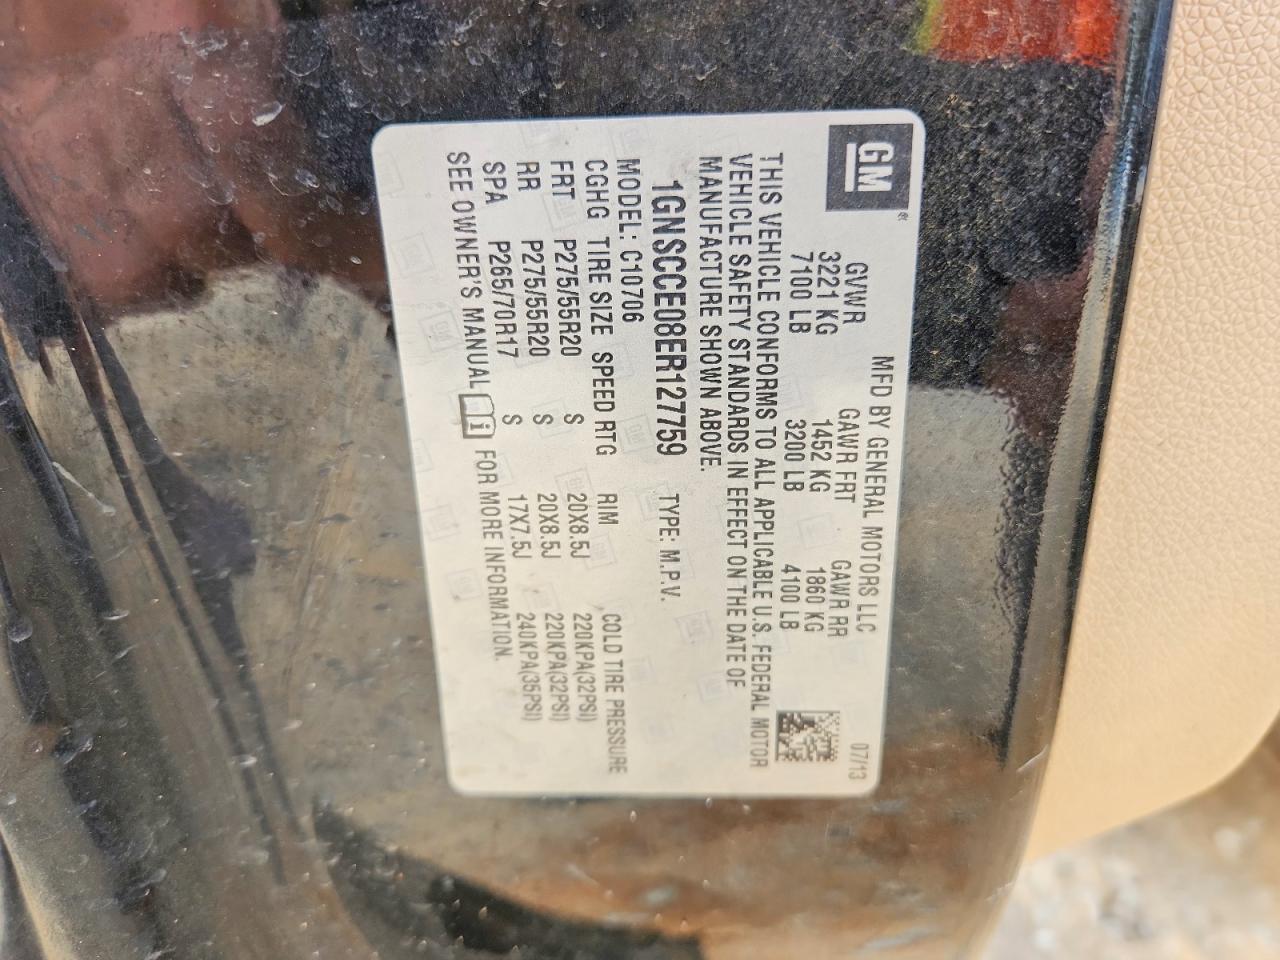 GM
MFD BY GENERAL MOTORS LLC 07/13
GVWR GAWR FRT GAWR RR
3221 KG 1452 KG 1860 KG
7100 LB 3200 LB 4100 LB
THIS VEHICLE CONFORMS TO ALL APPLICABLE U.S. FEDERAL MOTOR
VEHICLE SAFETY STANDARDS IN EFFECT ON THE DATE OF
MANUFACTURE SHOWN ABOVE.
1GNSCCE08ER127759 TYPE: M.P.V.
MODEL: C10706
CGHG TIRE SIZE SPEED RTG RIM COLD TIRE PRESSURE
FRT P275/55R20 S 20X8.5J 220KPA(32PSI)
RR P275/55R20 S 20X8.5J 220KPA(32PSI)
SPA P265/70R17 S 17X7.5J 240KPA(35PSI)
SEE OWNER'S MANUAL i FOR MORE INFORMATION.